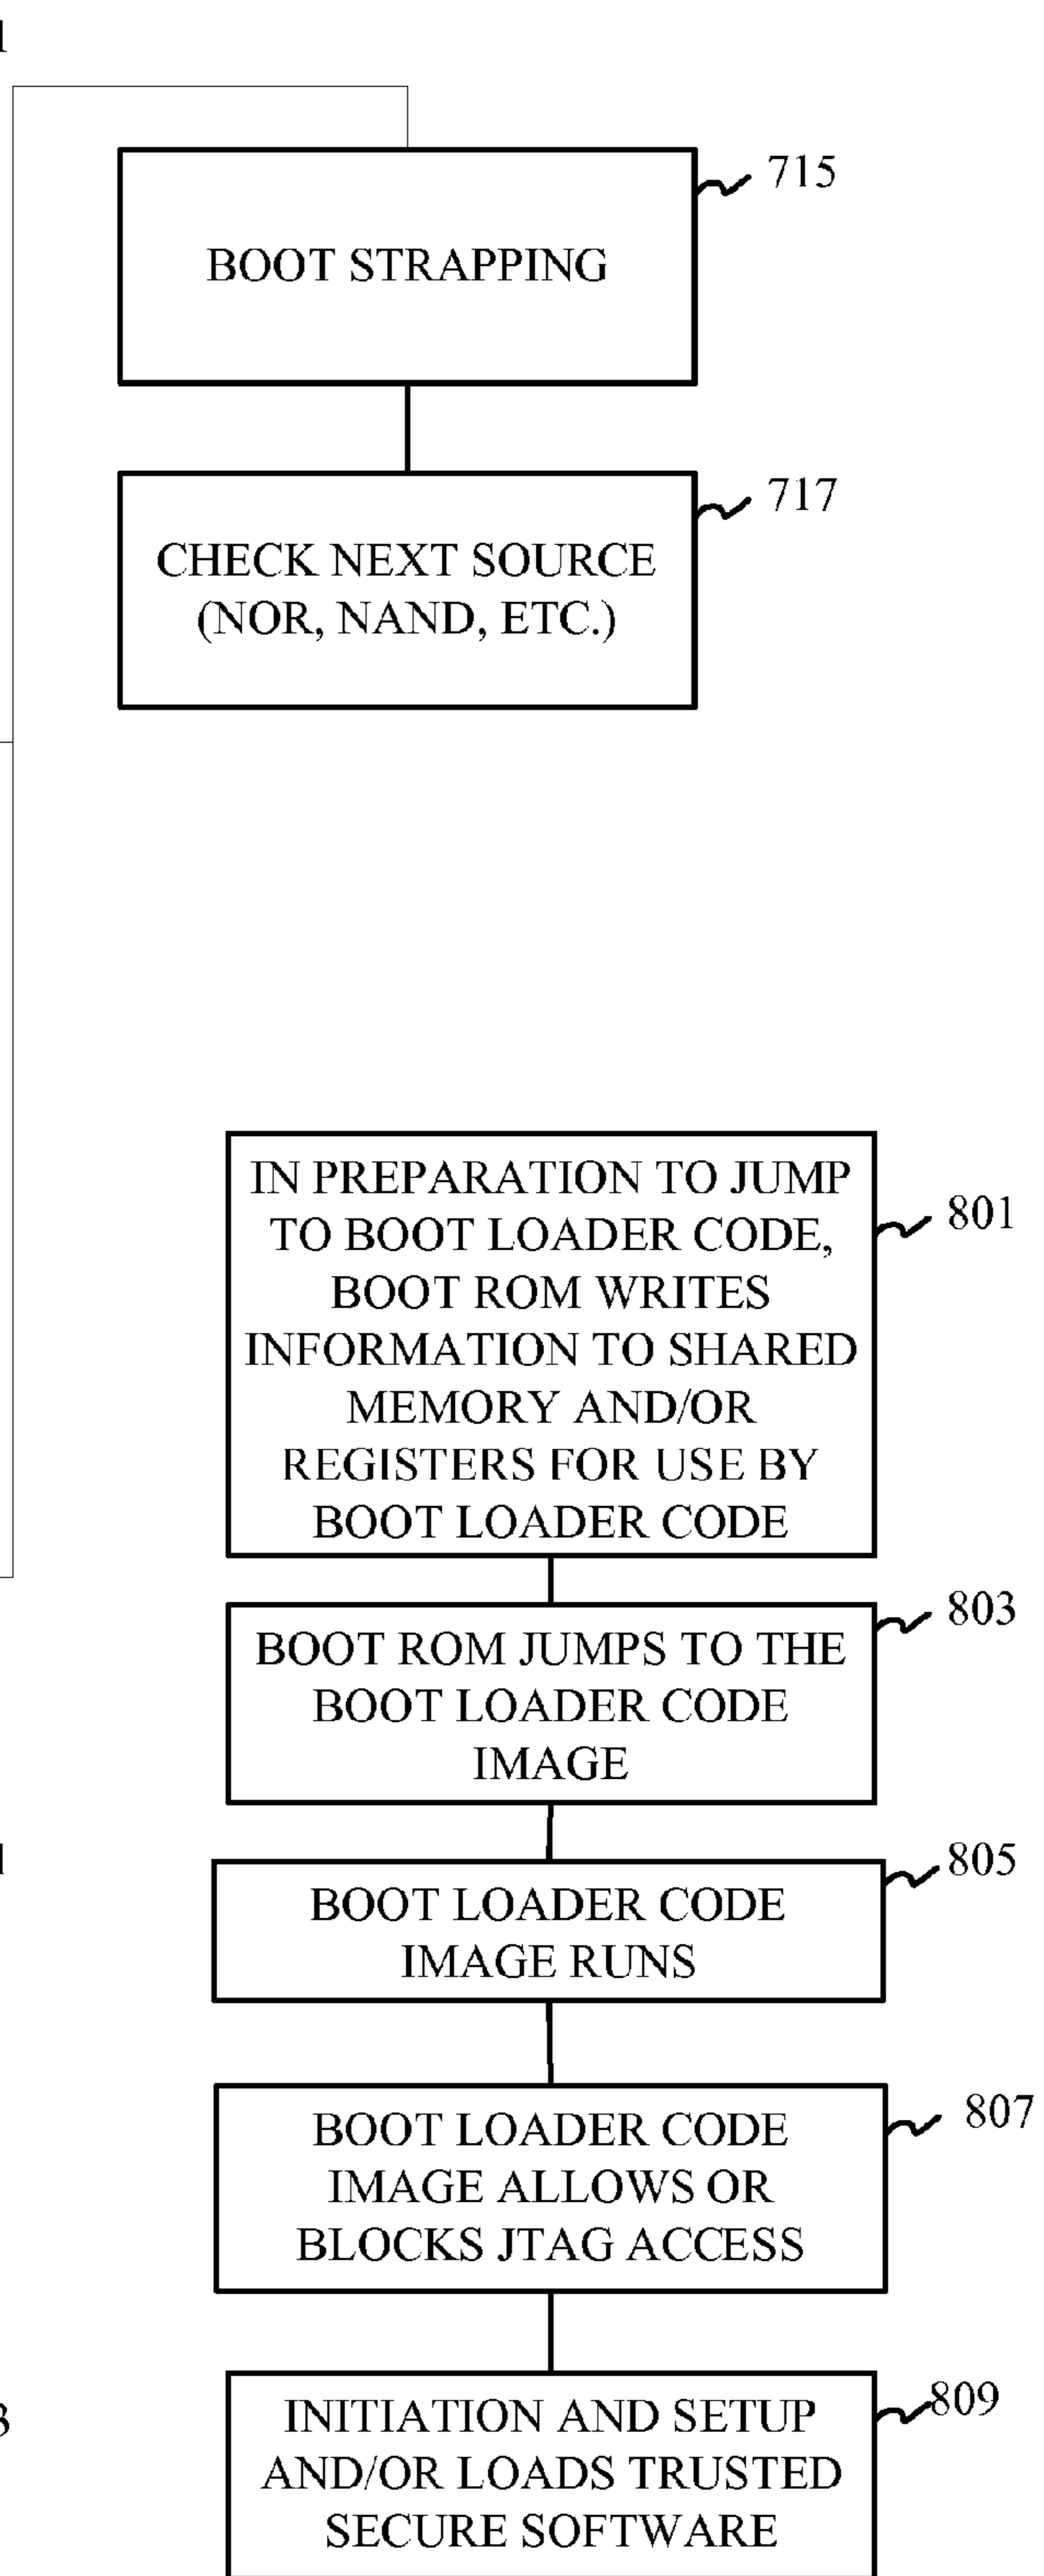 715
BOOT STRAPPING
717
CHECK NEXT SOURCE
(NOR, NAND, ETC.)
IN PREPARATION TO JUMP
TO BOOT LOADER CODE,
BOOT ROM WRITES
INFORMATION TO SHARED
MEMORY AND/OR
REGISTERS FOR USE BY
BOOT LOADER CODE
801
BOOT ROM JUMPS TO THE
BOOT LOADER CODE
IMAGE
803
BOOT LOADER CODE
IMAGE RUNS
805
BOOT LOADER CODE
IMAGE ALLOWS OR
BLOCKS JTAG ACCESS
807
INITIATION AND SETUP
AND/OR LOADS TRUSTED
SECURE SOFTWARE
809